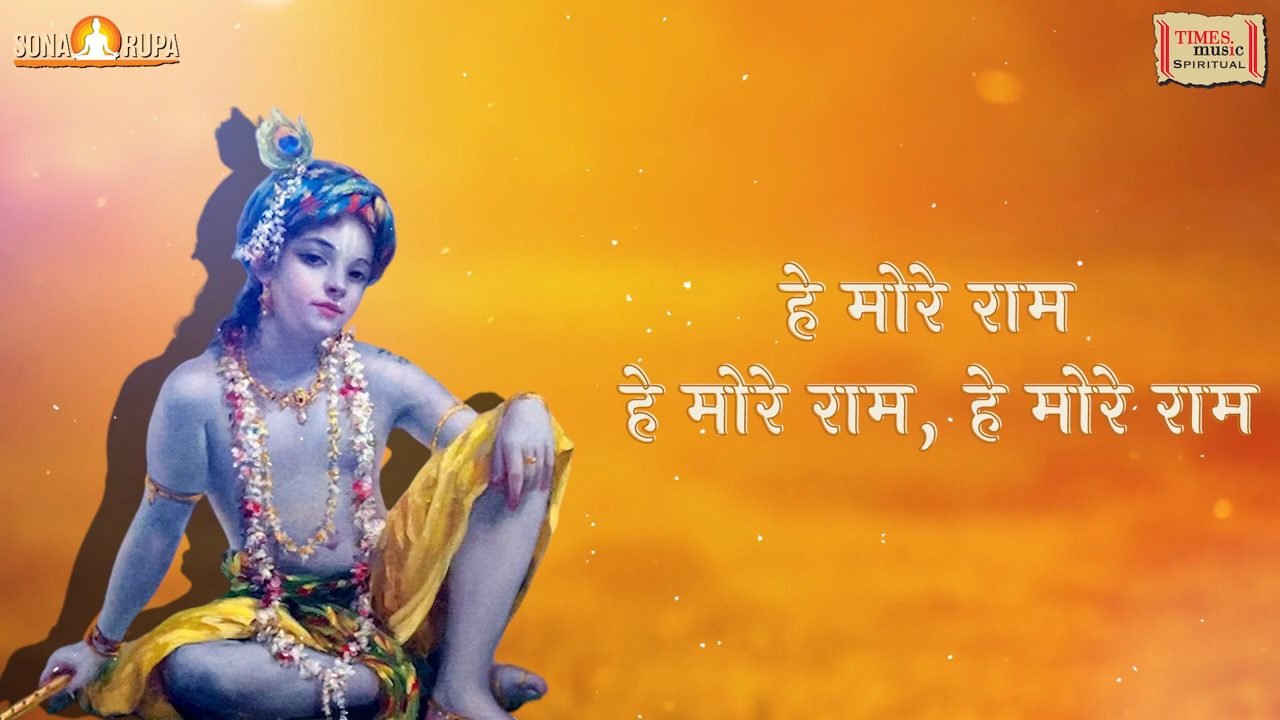 SONA RUPA
TIMES.
music
SPIRITUAL
हे मोरे राम
हे मोरे राम, हे मोरे राम